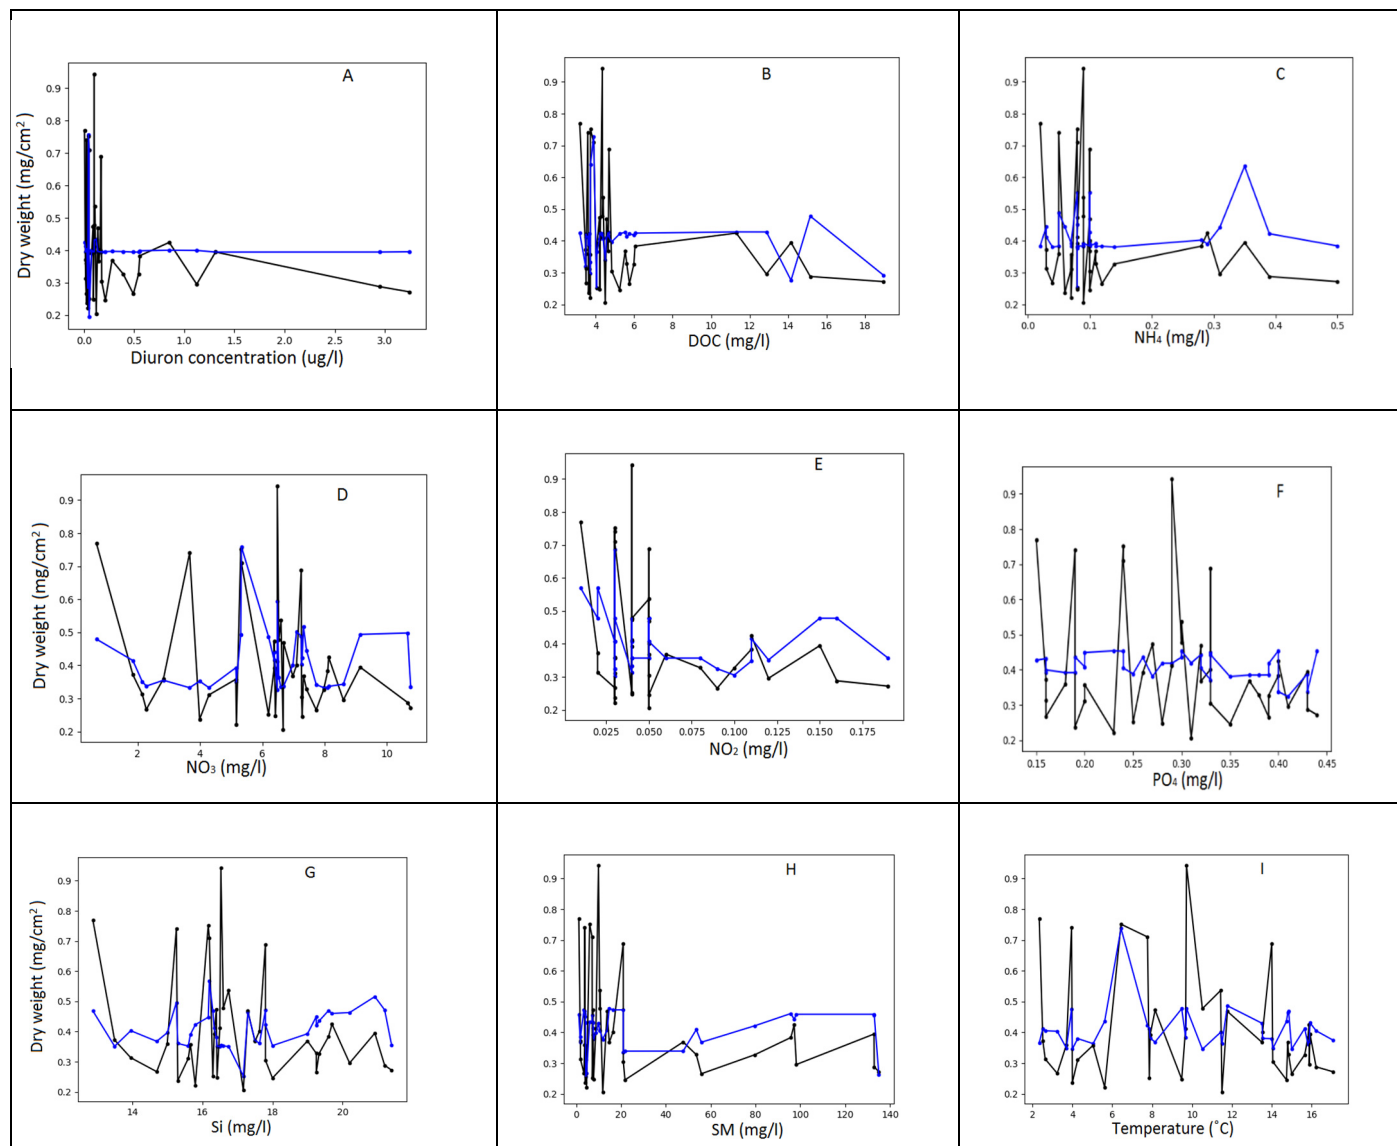 A
0.9
0.8
0.7
0.6
0.5
0.4
0.3
0.2
0.0 0.5 1.0 1.5 2.0 2.5 3.0
Dry weight (mg/cm²)
Diuron concentration (ug/l)
B
0.9
0.8
0.7
0.6
0.5
0.4
0.3
0.2
4 6 8 10 12 14 16 18
DOC (mg/l)
C
0.9
0.8
0.7
0.6
0.5
0.4
0.3
0.2
0.0 0.1 0.2 0.3 0.4 0.5
NH₄ (mg/l)
D
0.9
0.8
0.7
0.6
0.5
0.4
0.3
0.2
2 4 6 8 10
Dry weight (mg/cm²)
NO₃ (mg/l)
E
0.9
0.8
0.7
0.6
0.5
0.4
0.3
0.2
0.025 0.050 0.075 0.100 0.125 0.150 0.175
NO₂ (mg/l)
F
0.9
0.8
0.7
0.6
0.5
0.4
0.3
0.2
0.15 0.20 0.25 0.30 0.35 0.40 0.45
PO₄ (mg/l)
G
0.9
0.8
0.7
0.6
0.5
0.4
0.3
0.2
14 16 18 20
Dry weight (mg/cm²)
Si (mg/l)
H
0.9
0.8
0.7
0.6
0.5
0.4
0.3
0.2
0 20 40 60 80 100 120 140
SM (mg/l)
I
0.9
0.8
0.7
0.6
0.5
0.4
0.3
0.2
2 4 6 8 10 12 14 16
Temperature (˚C)